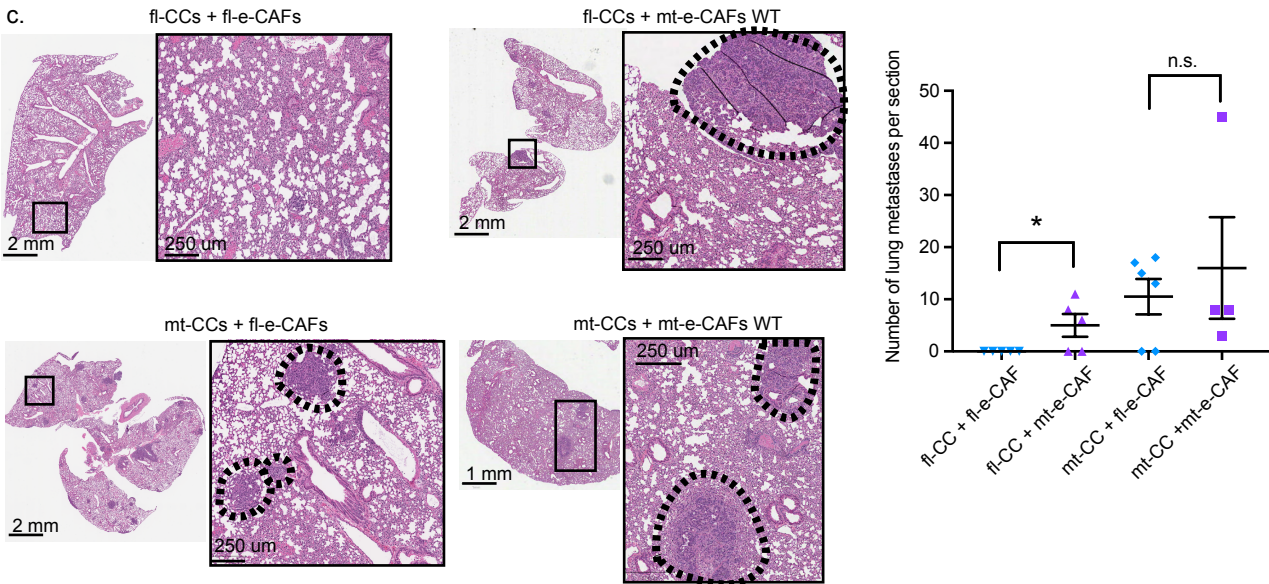 c.
fl-CCs + fl-e-CAFs
2 mm
250 um
fl-CCs + mt-e-CAFs WT
2 mm
250 um
mt-CCs + fl-e-CAFs
2 mm
250 um
mt-CCs + mt-e-CAFs WT
1 mm
250 um
Number of lung metastases per section
50
40
30
20
10
0
*
n.s.
fl-CC + fl-e-CAF
fl-CC + mt-e-CAF
mt-CC + fl-e-CAF
mt-CC +mt-e-CAF